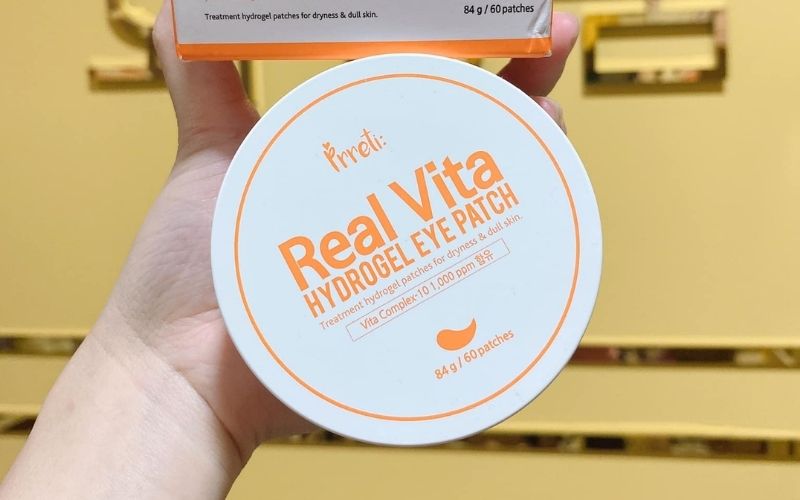 Treatment hydrogel patches for dryness & dull skin.
84 g / 60 patches
Prreti:
Real Vita
HYDROGEL EYE PATCH
Treatment hydrogel patches for dryness & dull skin.
Vita Complex-10 1,000 ppm 함유
84 g / 60 patches